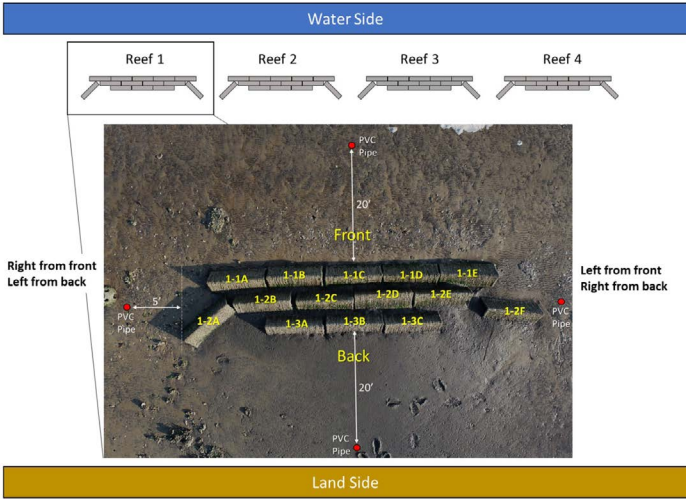 Water Side
Reef 1
Reef 2
Reef 3
Reef 4
PVC
Pipe
20'
Front
Right from front
Left from back
Left from front
Right from back
1-1A
1-1B
1-1C
1-1D
1-1E
5'
PVC
Pipe
1-2A
1-2B
1-2C
1-2D
1-2E
1-2F
PVC
Pipe
1-3A
1-3B
1-3C
Back
20'
PVC
Pipe
Land Side